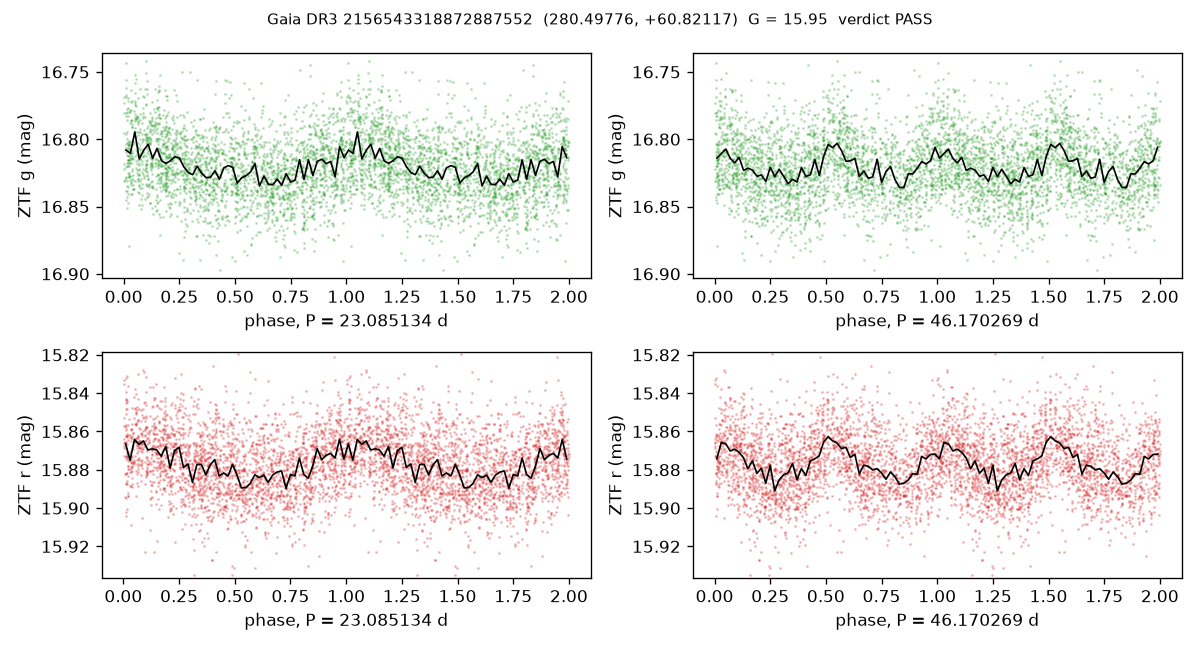 Gaia DR3 2156543318872887552 (280.49776, +60.82117) G = 15.95 verdict PASS
ZTF g (mag)
16.75
16.80
16.85
16.90
0.00 0.25 0.50 0.75 1.00 1.25 1.50 1.75 2.00
phase, P = 23.085134 d
ZTF g (mag)
16.75
16.80
16.85
16.90
0.00 0.25 0.50 0.75 1.00 1.25 1.50 1.75 2.00
phase, P = 46.170269 d
ZTF r (mag)
15.82
15.84
15.86
15.88
15.90
15.92
0.00 0.25 0.50 0.75 1.00 1.25 1.50 1.75 2.00
phase, P = 23.085134 d
ZTF r (mag)
15.82
15.84
15.86
15.88
15.90
15.92
0.00 0.25 0.50 0.75 1.00 1.25 1.50 1.75 2.00
phase, P = 46.170269 d